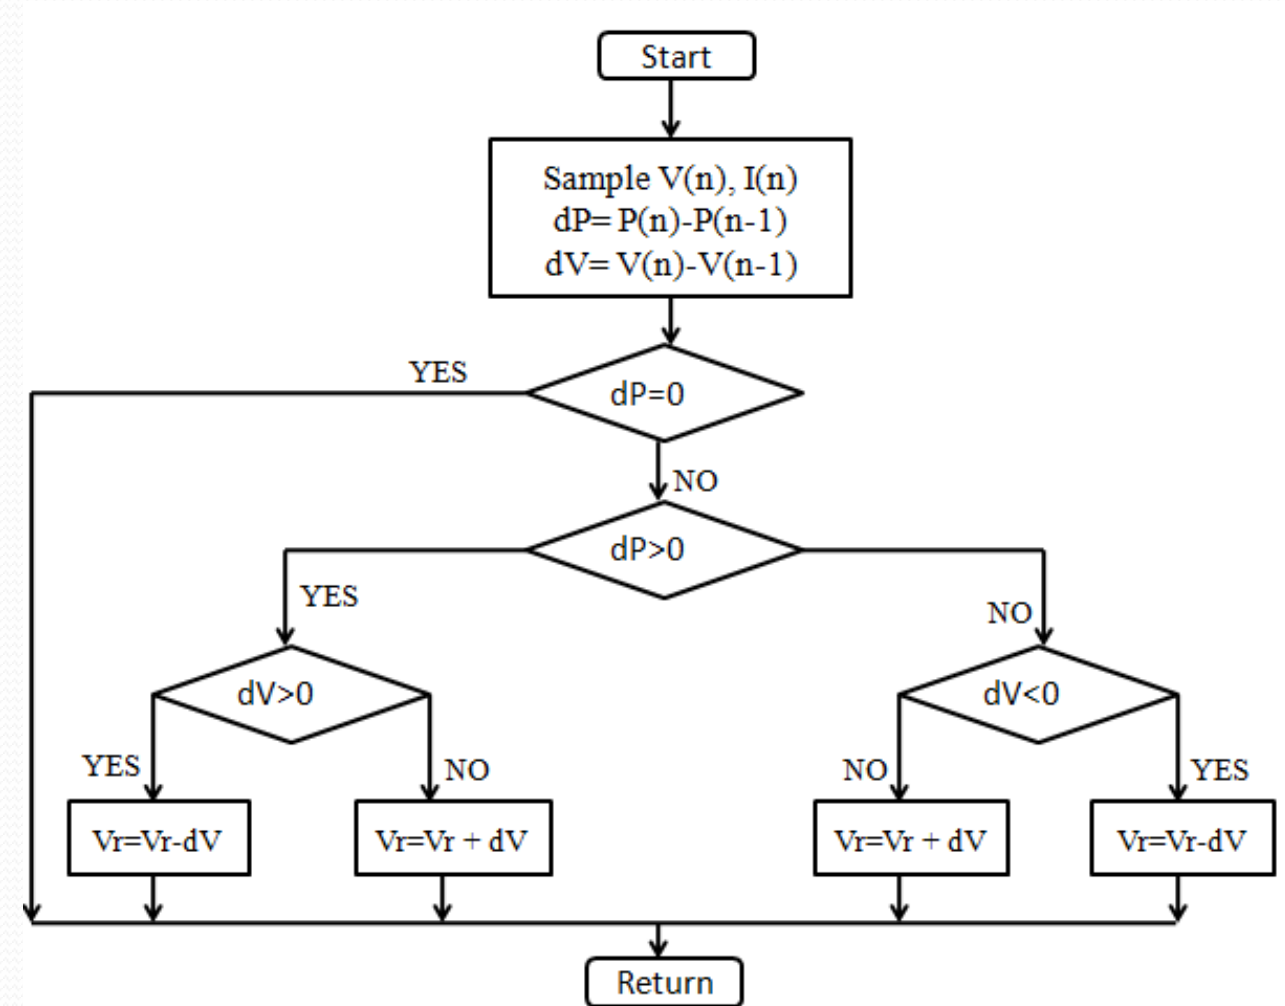 Start
Sample V(n), I(n)
dP= P(n)-P(n-1)
dV= V(n)-V(n-1)
YES
dP=0
NO
dP>0
YES
NO
dV>0
dV<0
YES
NO
NO
YES
Vr=Vr-dV
Vr=Vr + dV
Vr=Vr + dV
Vr=Vr-dV
Return